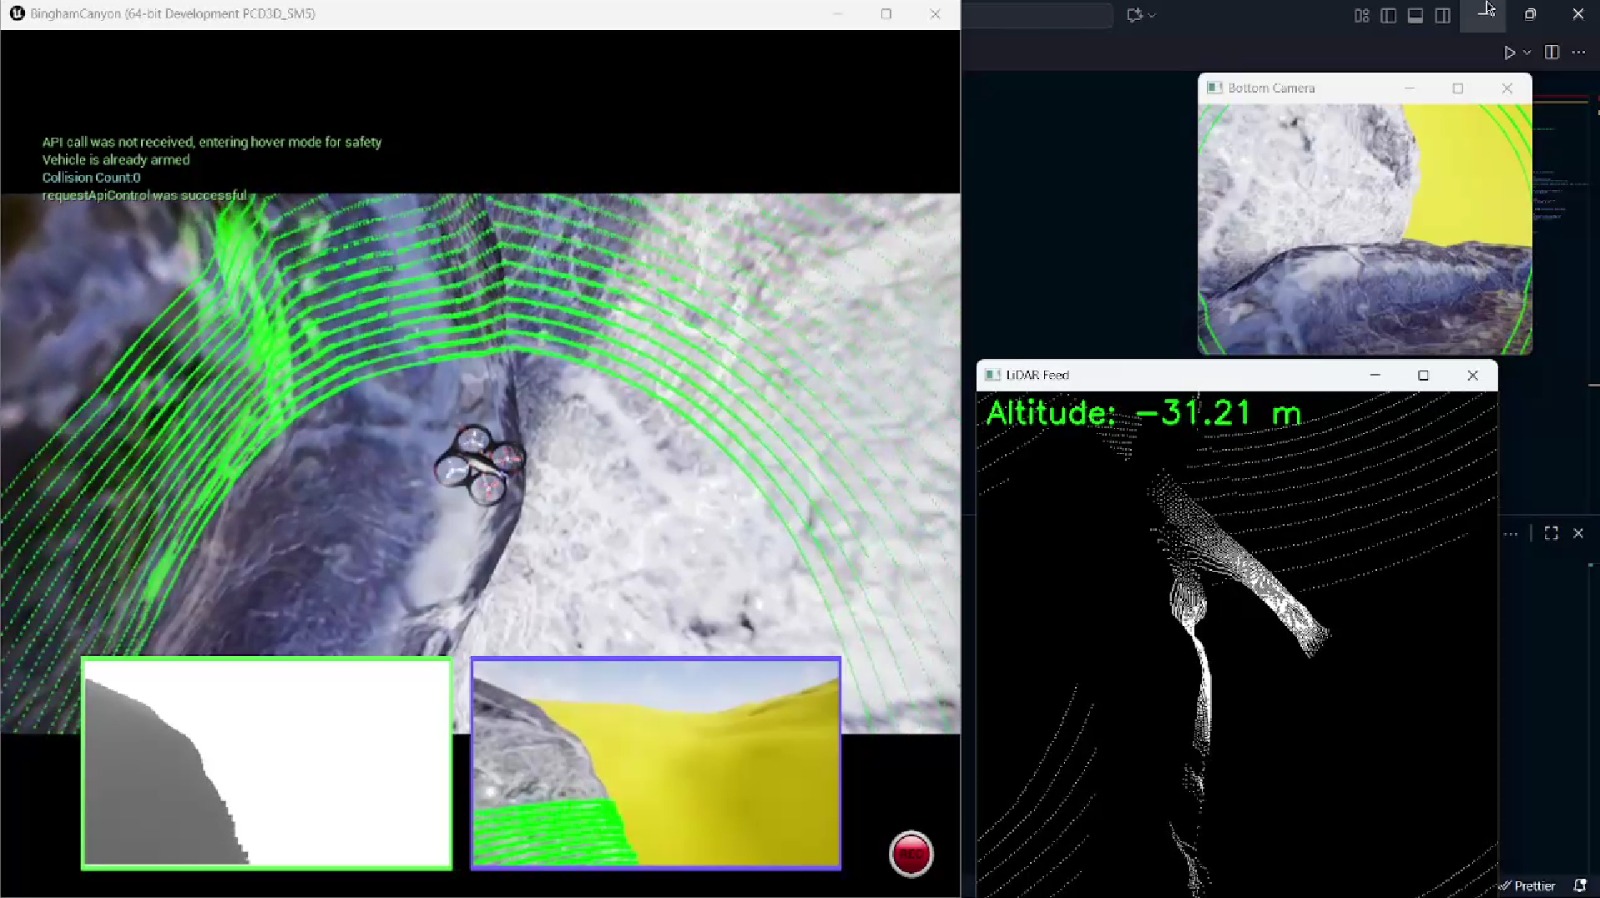 BinghamCanyon (64-bit Development PCD3D_SM5)
API call was not received, entering hover mode for safety
Vehicle is already armed
Collision Count:0
requestApiControl was successful
Bottom Camera
LiDAR Feed
Altitude: -31.21 m
REC
Prettier